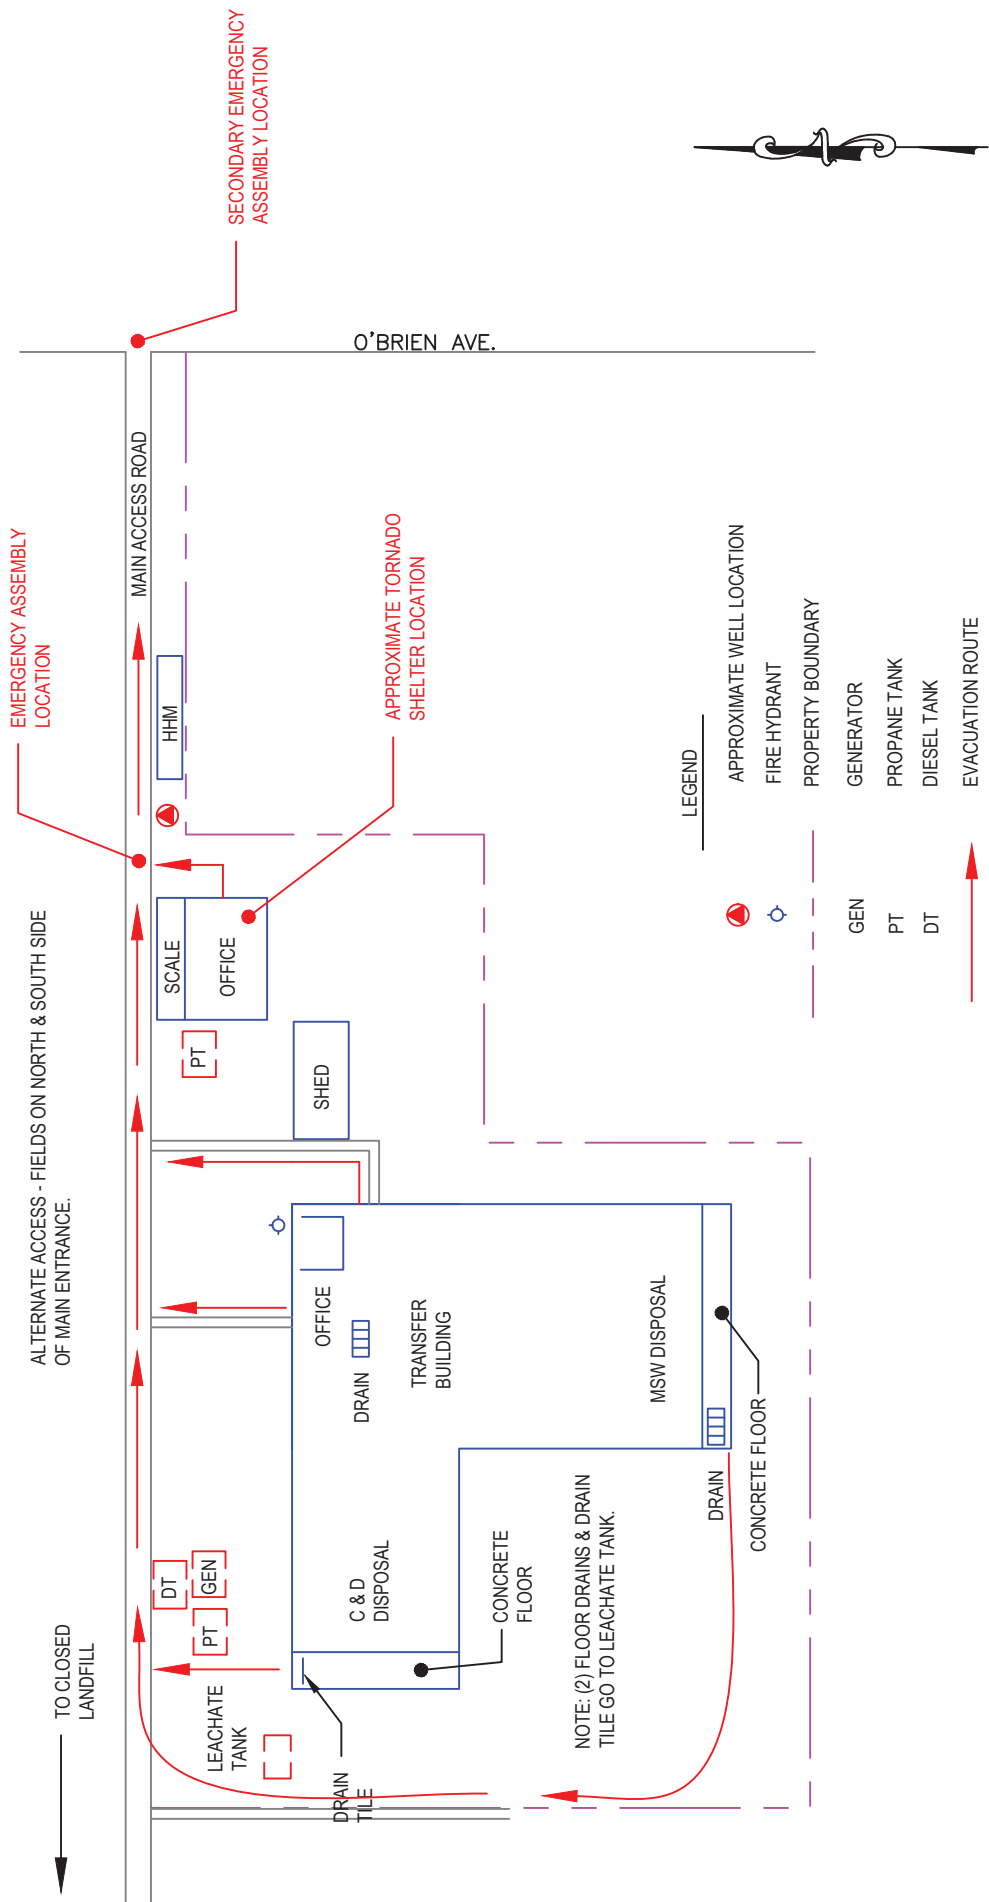 SECONDARY EMERGENCY
ASSEMBLY LOCATION
O'BRIEN AVE.
MAIN ACCESS ROAD
EMERGENCY ASSEMBLY
LOCATION
HHM
APPROXIMATE TORNADO
SHELTER LOCATION
ALTERNATE ACCESS - FIELDS ON NORTH & SOUTH SIDE
OF MAIN ENTRANCE.
SCALE
OFFICE
PT
SHED
OFFICE
DRAIN
TRANSFER
BUILDING
MSW DISPOSAL
DRAIN
CONCRETE FLOOR
C & D
DISPOSAL
CONCRETE
FLOOR
NOTE: (2) FLOOR DRAINS & DRAIN
TILE GO TO LEACHATE TANK.
DT
GEN
PT
TO CLOSED
LANDFILL
LEACHATE
TANK
DRAIN
TILE
LEGEND
APPROXIMATE WELL LOCATION
FIRE HYDRANT
PROPERTY BOUNDARY
GEN GENERATOR
PT PROPANE TANK
DT DIESEL TANK
EVACUATION ROUTE